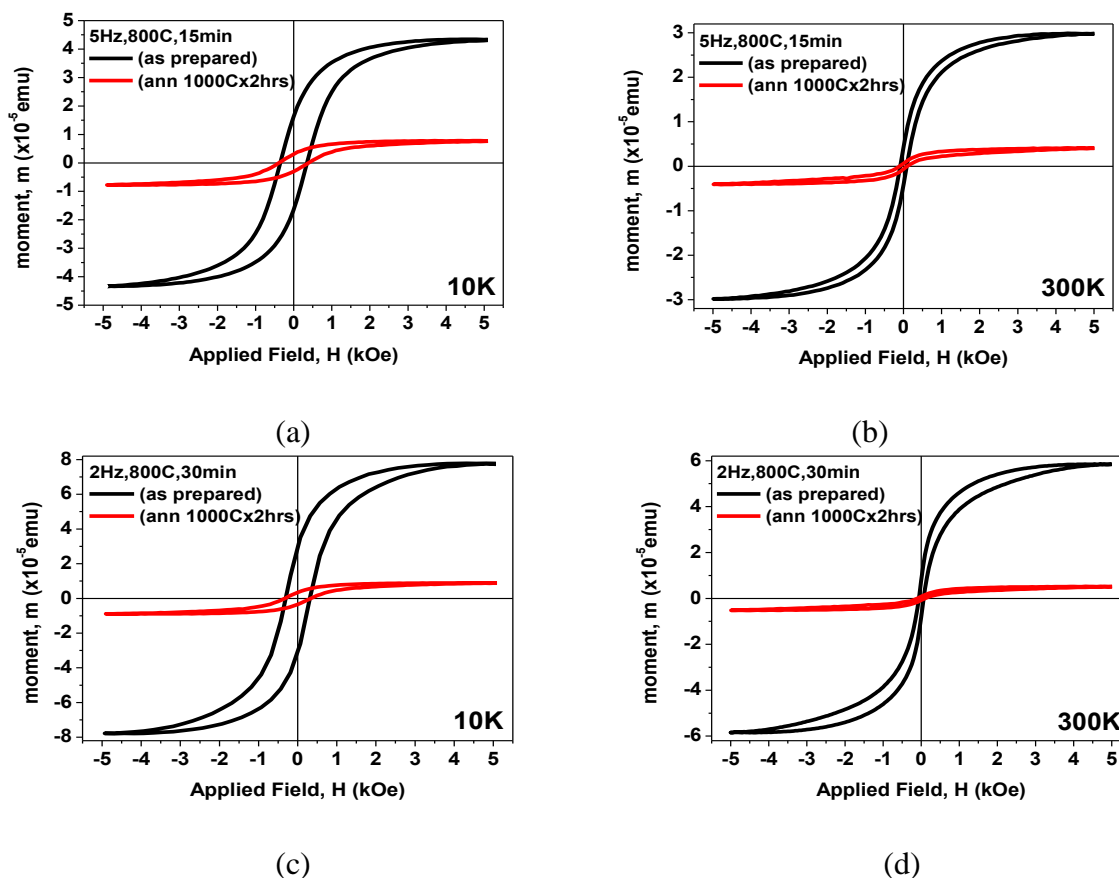 5Hz,800C,15min
(as prepared)
(ann 1000Cx2hrs)
moment, m (x10-5emu)
5
4
3
2
1
0
-1
-2
-3
-4
-5
10K
-5 -4 -3 -2 -1 0 1 2 3 4 5
Applied Field, H (kOe)
(a)
5Hz,800C,15min
(as prepared)
(ann 1000Cx2hrs)
moment, m (x10-5emu)
3
2
1
0
-1
-2
-3
300K
-5 -4 -3 -2 -1 0 1 2 3 4 5
Applied Field, H (kOe)
(b)
2Hz,800C,30min
(as prepared)
(ann 1000Cx2hrs)
moment, m (x10-5emu)
8
6
4
2
0
-2
-4
-6
-8
10K
-5 -4 -3 -2 -1 0 1 2 3 4 5
Applied Field, H (kOe)
(c)
2Hz,800C,30min
(as prepared)
(ann 1000Cx2hrs)
moment, m (x10-5emu)
6
4
2
0
-2
-4
-6
300K
-5 -4 -3 -2 -1 0 1 2 3 4 5
Applied Field, H (kOe)
(d)